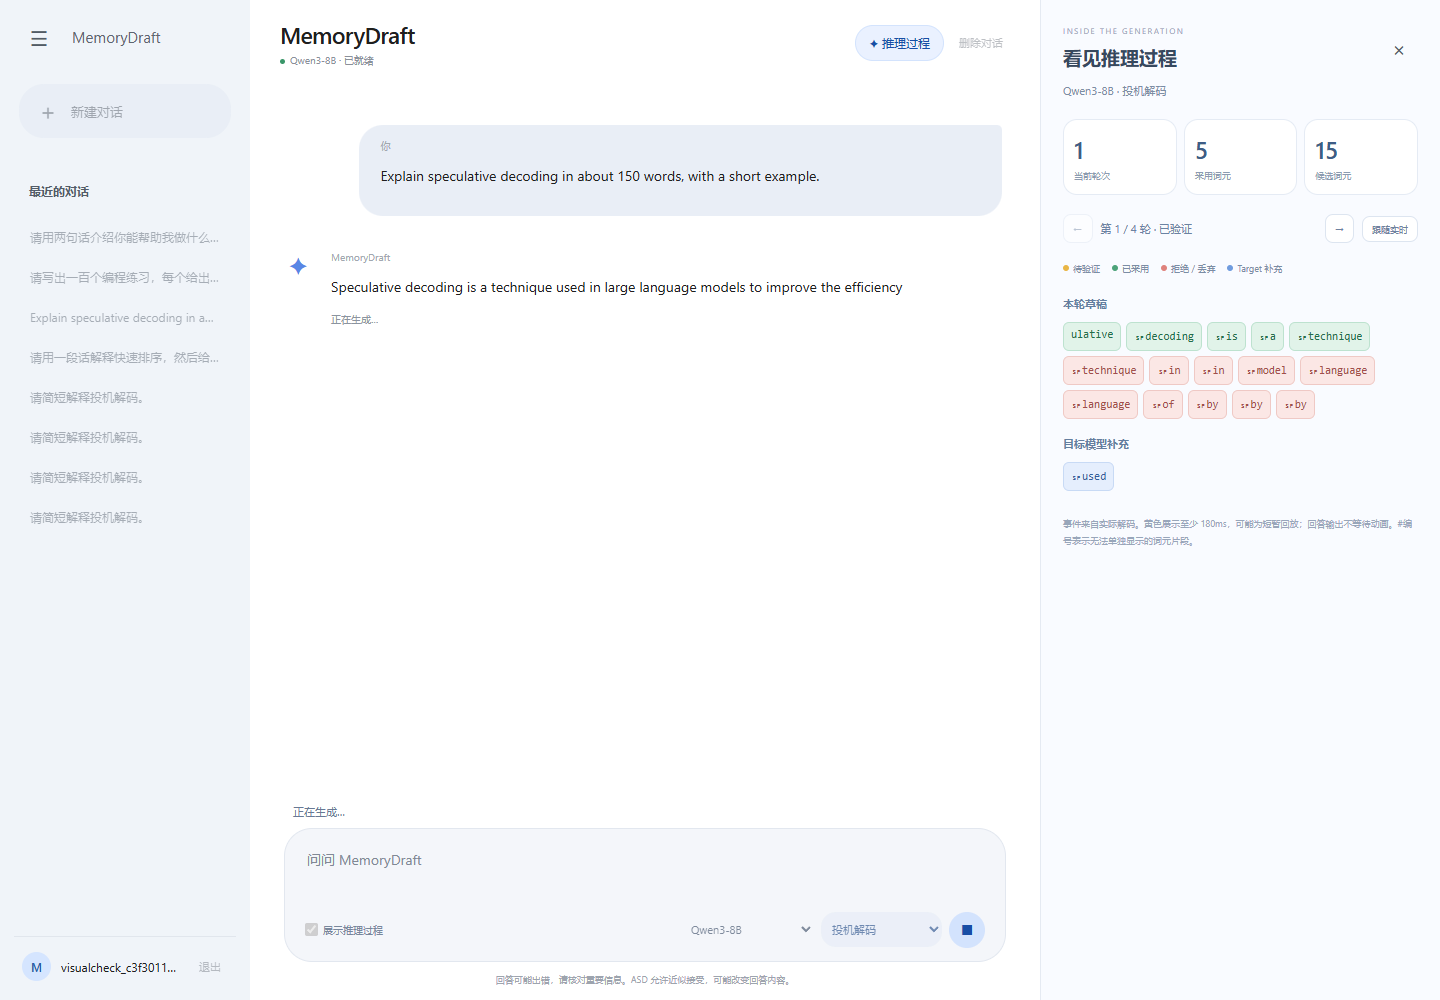 MemoryDraft
新建对话
最近的对话
请用两句话介绍你能帮助我做什么...
请写出一百个编程练习，每个给出...
Explain speculative decoding in a...
请用一段话解释快速排序，然后给...
请简短解释投机解码。
请简短解释投机解码。
请简短解释投机解码。
请简短解释投机解码。
M visualcheck_c3f3011... 退出
MemoryDraft
Qwen3-8B · 已就绪
推理过程
删除对话
你
Explain speculative decoding in about 150 words, with a short example.
MemoryDraft
Speculative decoding is a technique used in large language models to improve the efficiency
正在生成...
正在生成...
问问 MemoryDraft
展示推理过程
Qwen3-8B
投机解码
回答可能出错，请核对重要信息。ASD 允许近似接受，可能改变回答内容。
INSIDE THE GENERATION
看见推理过程
Qwen3-8B · 投机解码
1
当前轮次
5
采用词元
15
候选词元
← 第 1 / 4 轮 · 已验证 → 跟随实时
待验证 已采用 拒绝 / 丢弃 Target 补充
本轮草稿
ulative ␠decoding ␠is ␠a ␠technique
␠technique ␠in ␠in ␠model ␠language
␠language ␠of ␠by ␠by ␠by
目标模型补充
␠used
事件来自实际解码。黄色展示至少 180ms，可能为短暂回放；回答输出不等待动画。#编
号表示无法单独显示的词元片段。